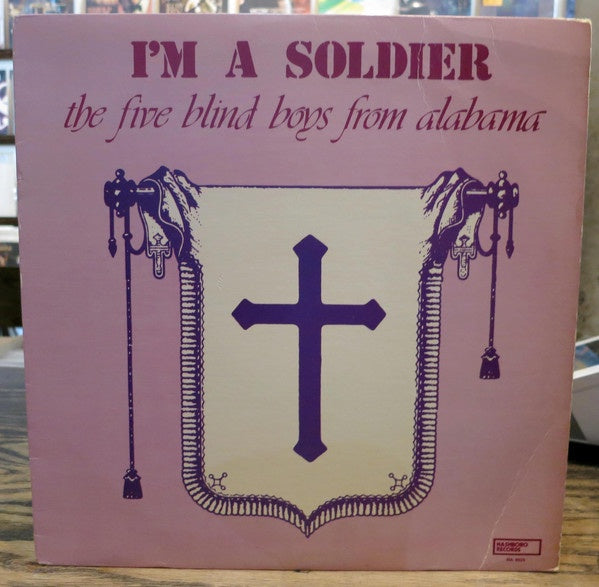 I'M A SOLDIER
the five blind boys from alabama
NASHBORO
RECORDS